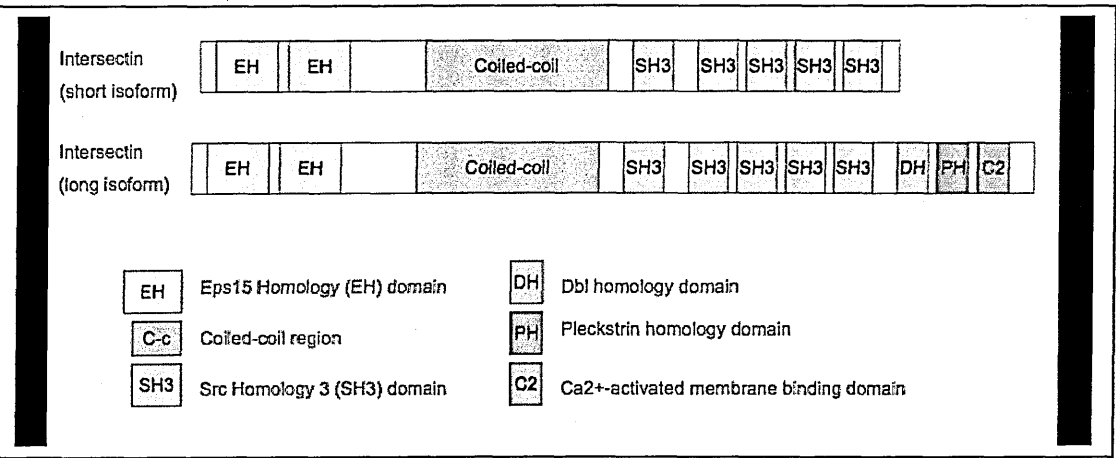 Intersectin
(short isoform)
EH EH Coiled-coil SH3 SH3 SH3 SH3 SH3
Intersectin
(long isoform)
EH EH Coiled-coil SH3 SH3 SH3 SH3 SH3 DH PH C2
EH Eps15 Homology (EH) domain
C-c Coiled-coil region
SH3 Src Homology 3 (SH3) domain
DH Dbl homology domain
PH Pleckstrin homology domain
C2 Ca2+-activated membrane binding domain